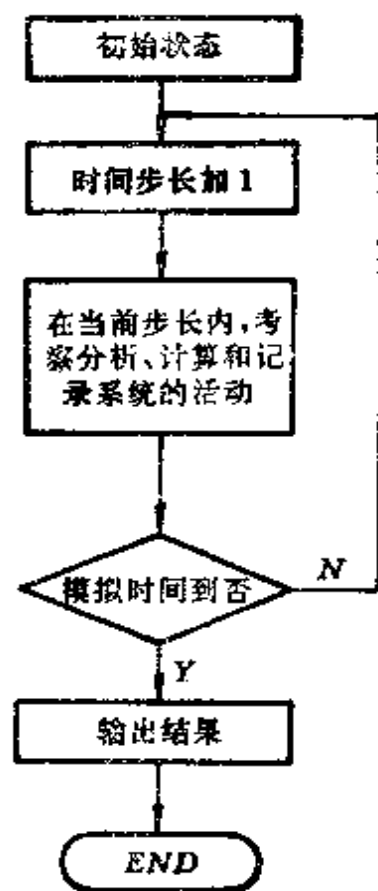 初始状态
时间步长加 1
在当前步长内,考
察分析、计算和记
录系统的活动
模拟时间到否
N
Y
输出结果
END